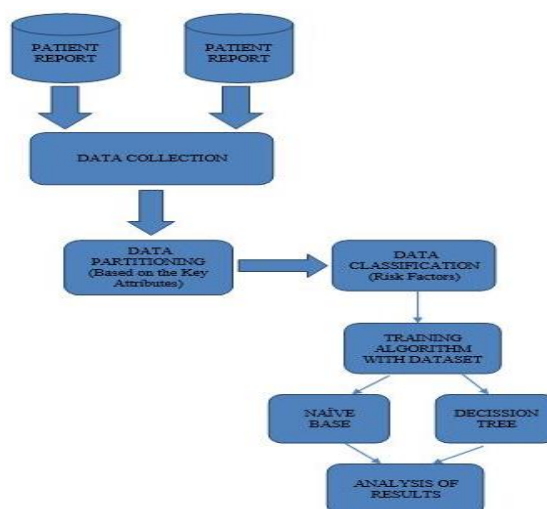 PATIENT
REPORT
PATIENT
REPORT
DATA COLLECTION
DATA
PARTITIONING
(Based on the Key
Attributes)
DATA
CLASSIFICATION
(Risk Factors)
TRAINING
ALGORITHM
WITH DATASET
NAÏVE
BASE
DECISSION
TREE
ANALYSIS OF
RESULTS